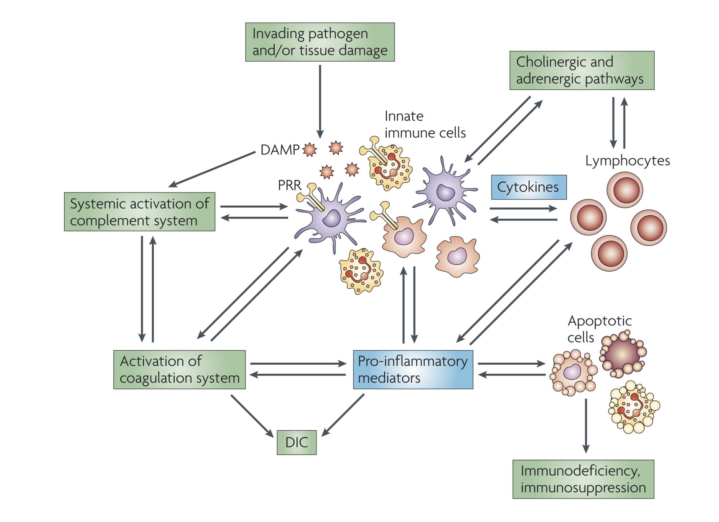 Invading pathogen
and/or tissue damage
Cholinergic and
adrenergic pathways
Innate
immune cells
DAMP
Lymphocytes
PRR
Cytokines
Systemic activation of
complement system
Apoptotic
cells
Activation of
coagulation system
Pro-inflammatory
mediators
DIC
Immunodeficiency,
immunosuppression